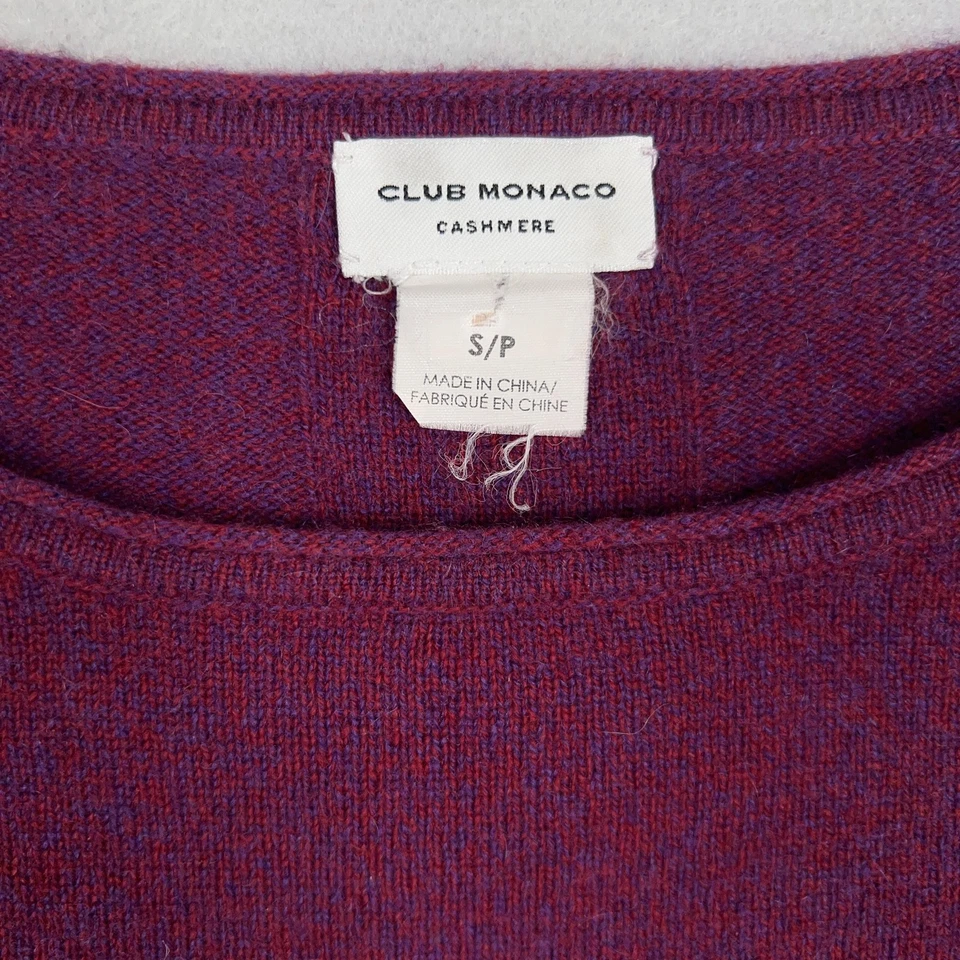 CLUB MONACO
CASHMERE
S/P
MADE IN CHINA/
FABRIQUÉ EN CHINE